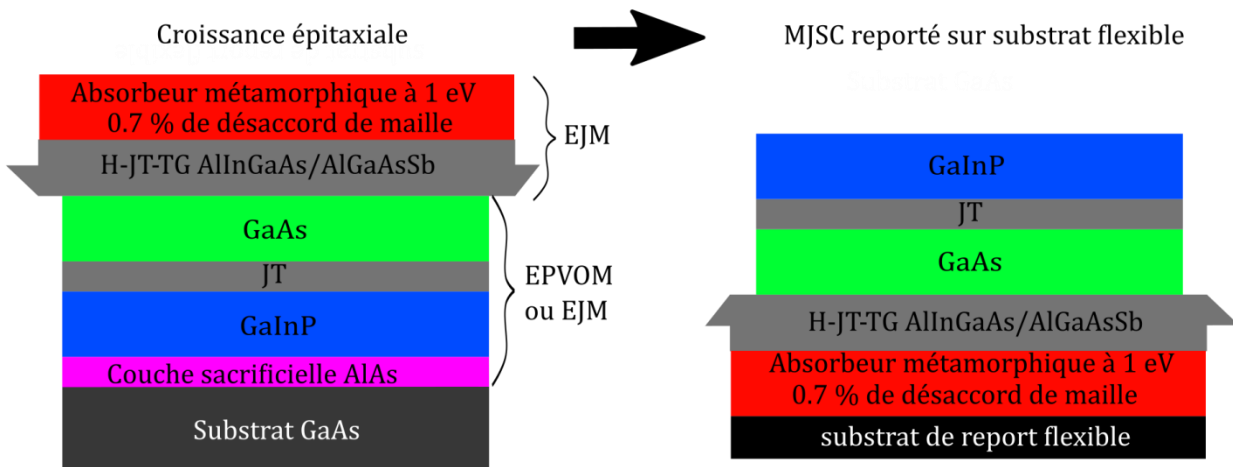 Croissance épitaxiale
Absorbeur métamorphique à 1 eV
0.7 % de désaccord de maille
H-JT-TG AlInGaAs/AlGaAsSb
EJM
GaAs
JT
GaInP
Couche sacrificielle AlAs
EPVOM
ou EJM
Substrat GaAs
MJSC reporté sur substrat flexible
GaInP
JT
GaAs
H-JT-TG AlInGaAs/AlGaAsSb
Absorbeur métamorphique à 1 eV
0.7 % de désaccord de maille
substrat de report flexible